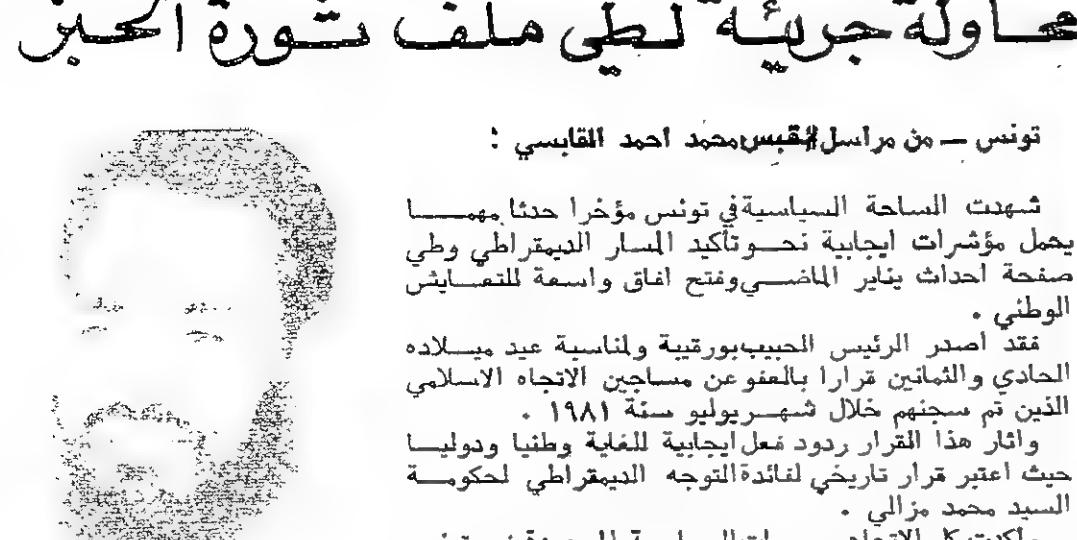 محاولة جريئة لطي ملف ثورة الخبز
تونس — من مراسل القبس محمد احمد القابسي :
شهدت الساحة السياسية في تونس مؤخرا حدثا مهما
يحمل مؤشرات ايجابية نحو تأكيد المسار الديمقراطي وطي
صفحة احداث يناير الماضي وفتح افاق واسعة للتعايش
الوطني .
فقد أصدر الرئيس الحبيب بورقيبة ولمناسبة عيد ميلاده
الحادي والثمانين قرارا بالعفو عن مساجين الاتجاه الاسلامي
الذين تم سجنهم خلال شهر يوليو سنة ١٩٨١ .
واثار هذا القرار ردود فعل ايجابية للغاية وطنيا ودوليا
حيث اعتبر قرار تاريخي لفائدة التوجه الديمقراطي لحكومة
السيد محمد مزالي .